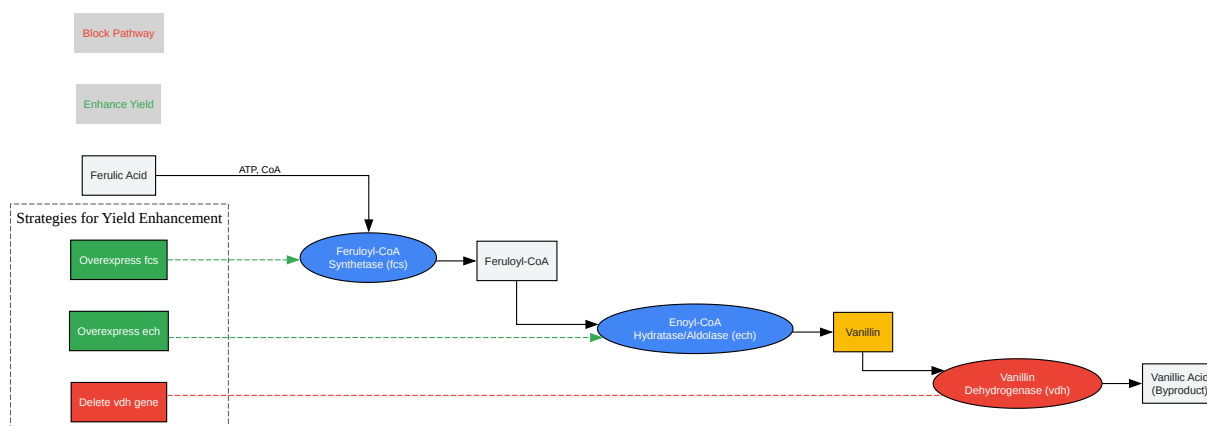 Block Pathway
Enhance Yield
Ferulic Acid
ATP, CoA
Strategies for Yield Enhancement
Overexpress fcs
Feruloyl-CoA
Synthetase (fcs)
Feruloyl-CoA
Overexpress ech
Enoyl-CoA
Hydratase/Aldolase (ech)
Vanillin
Delete vdh gene
Vanillin
Dehydrogenase (vdh)
Vanillic Acid
(Byproduct)